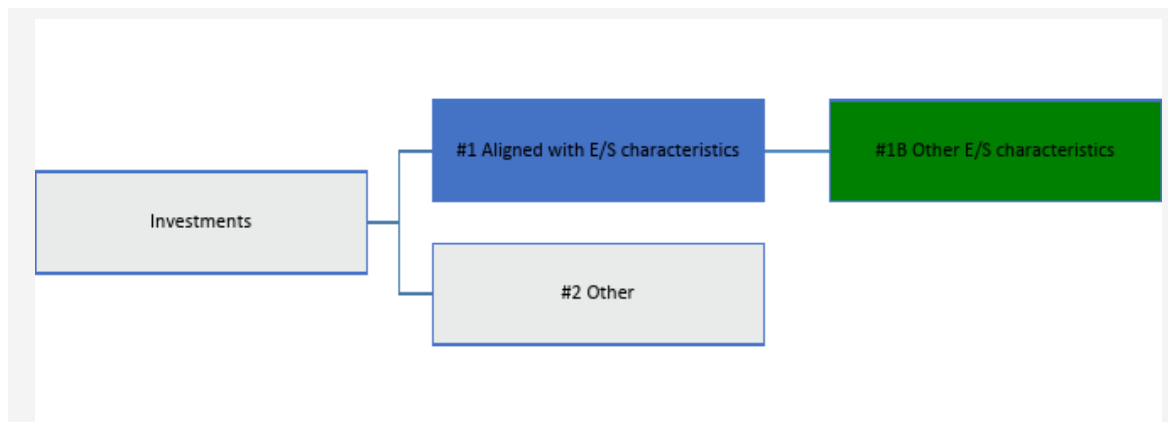 #1 Aligned with E/S characteristics
#1B Other E/S characteristics
Investments
#2 Other